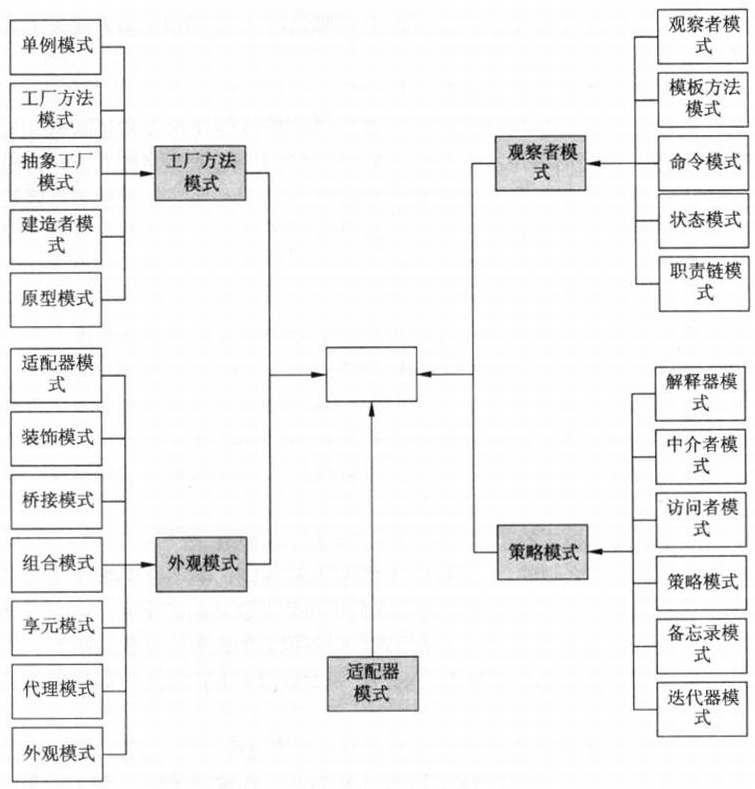 单例模式
工厂方法
模式
抽象工厂
模式
建造者模
式
原型模式
工厂方法
模式
适配器模
式
装饰模式
桥接模式
组合模式
享元模式
代理模式
外观模式
外观模式
适配器
模式
观察者模
式
策略模式
观察者模
式
模板方法
模式
命令模式
状态模式
职责链模
式
解释器模
式
中介者模
式
访问者模
式
策略模式
备忘录模
式
迭代器模
式